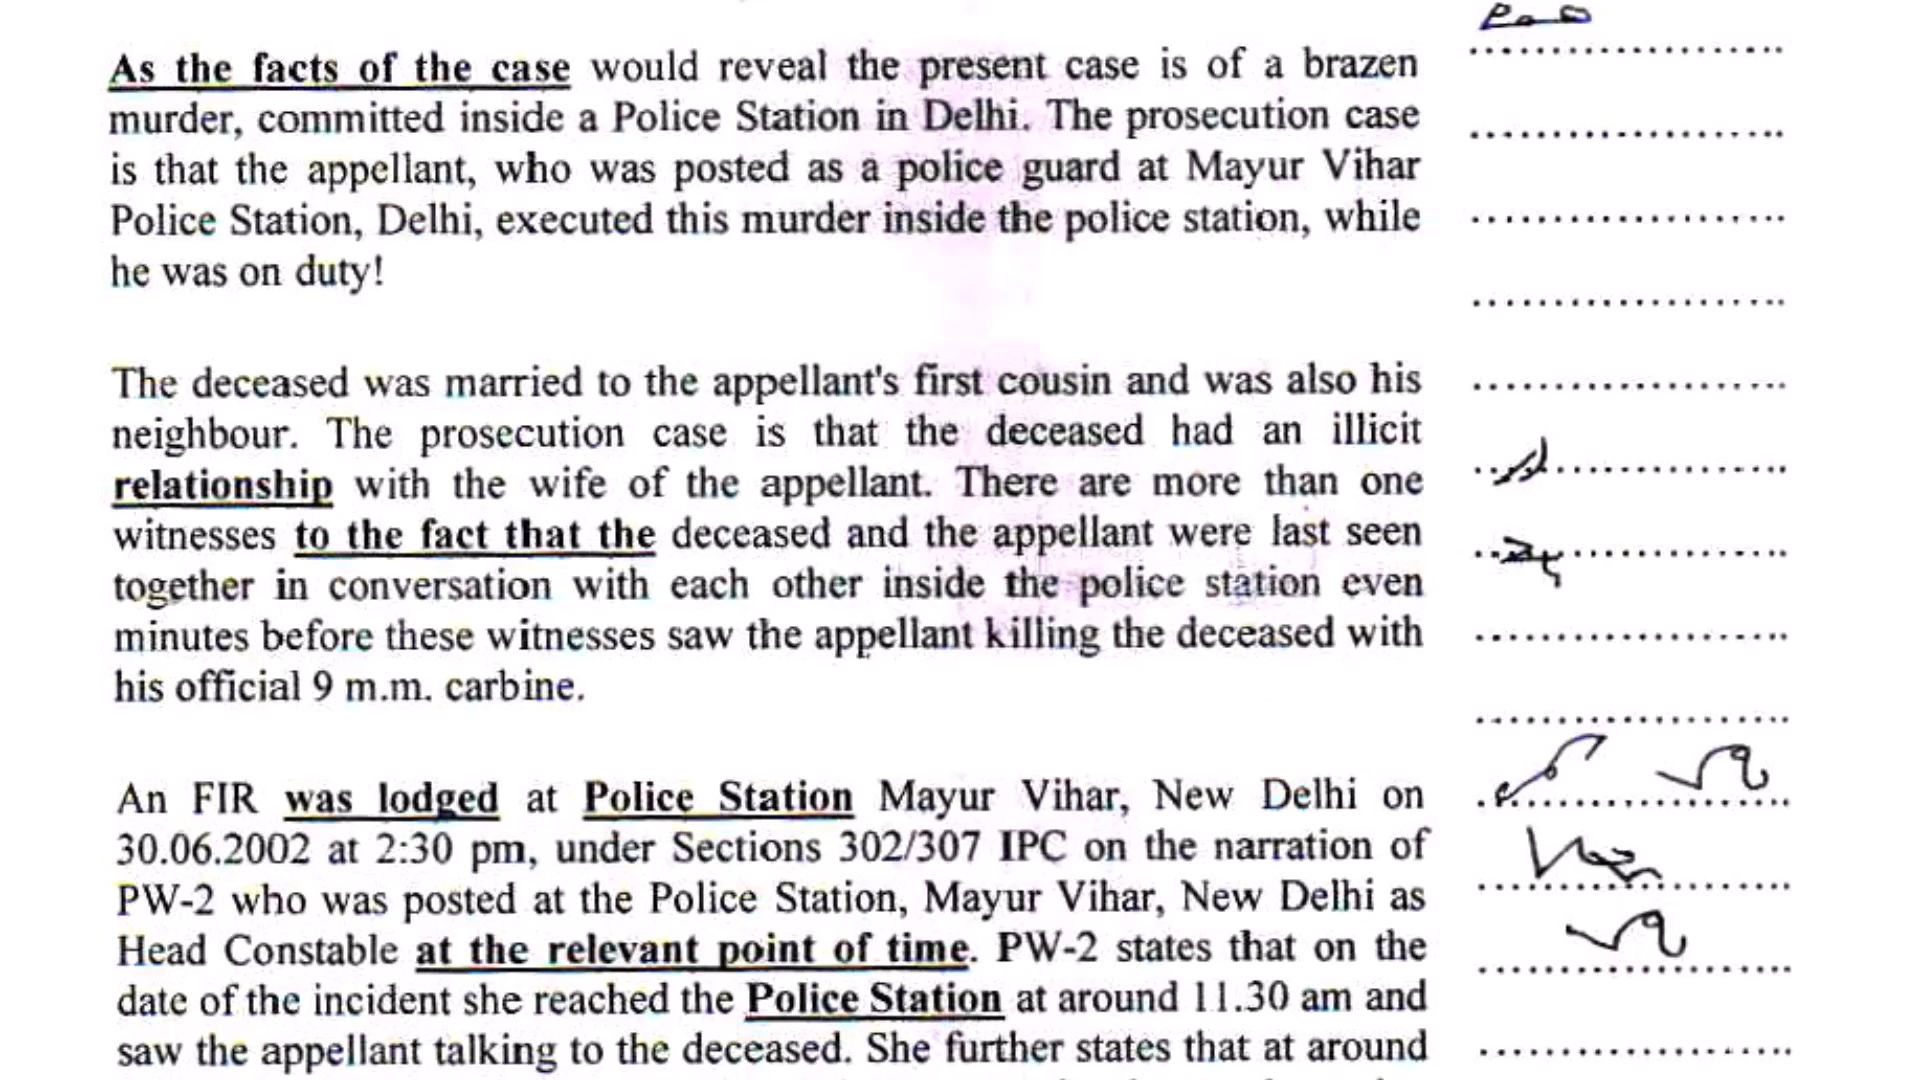 As the facts of the case would reveal the present case is of a brazen
murder, committed inside a Police Station in Delhi. The prosecution case
is that the appellant, who was posted as a police guard at Mayur Vihar
Police Station, Delhi, executed this murder inside the police station, while
he was on duty!
The deceased was married to the appellant's first cousin and was also his
neighbour. The prosecution case is that the deceased had an illicit
relationship with the wife of the appellant. There are more than one
witnesses to the fact that the deceased and the appellant were last seen
together in conversation with each other inside the police station even
minutes before these witnesses saw the appellant killing the deceased with
his official 9 m.m. carbine.
An FIR was lodged at Police Station Mayur Vihar, New Delhi on
30.06.2002 at 2:30 pm, under Sections 302/307 IPC on the narration of
PW-2 who was posted at the Police Station, Mayur Vihar, New Delhi as
Head Constable at the relevant point of time. PW-2 states that on the
date of the incident she reached the Police Station at around 11.30 am and
saw the appellant talking to the deceased. She further states that at around